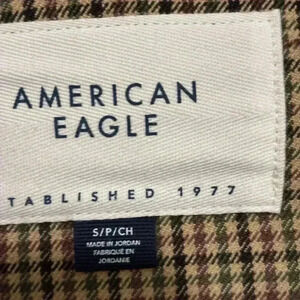 AMERICAN
EAGLE
TABLISHED 1977
S/P/CH
MADE IN JORDAN
FABRIQUÉ EN
JORDANIE